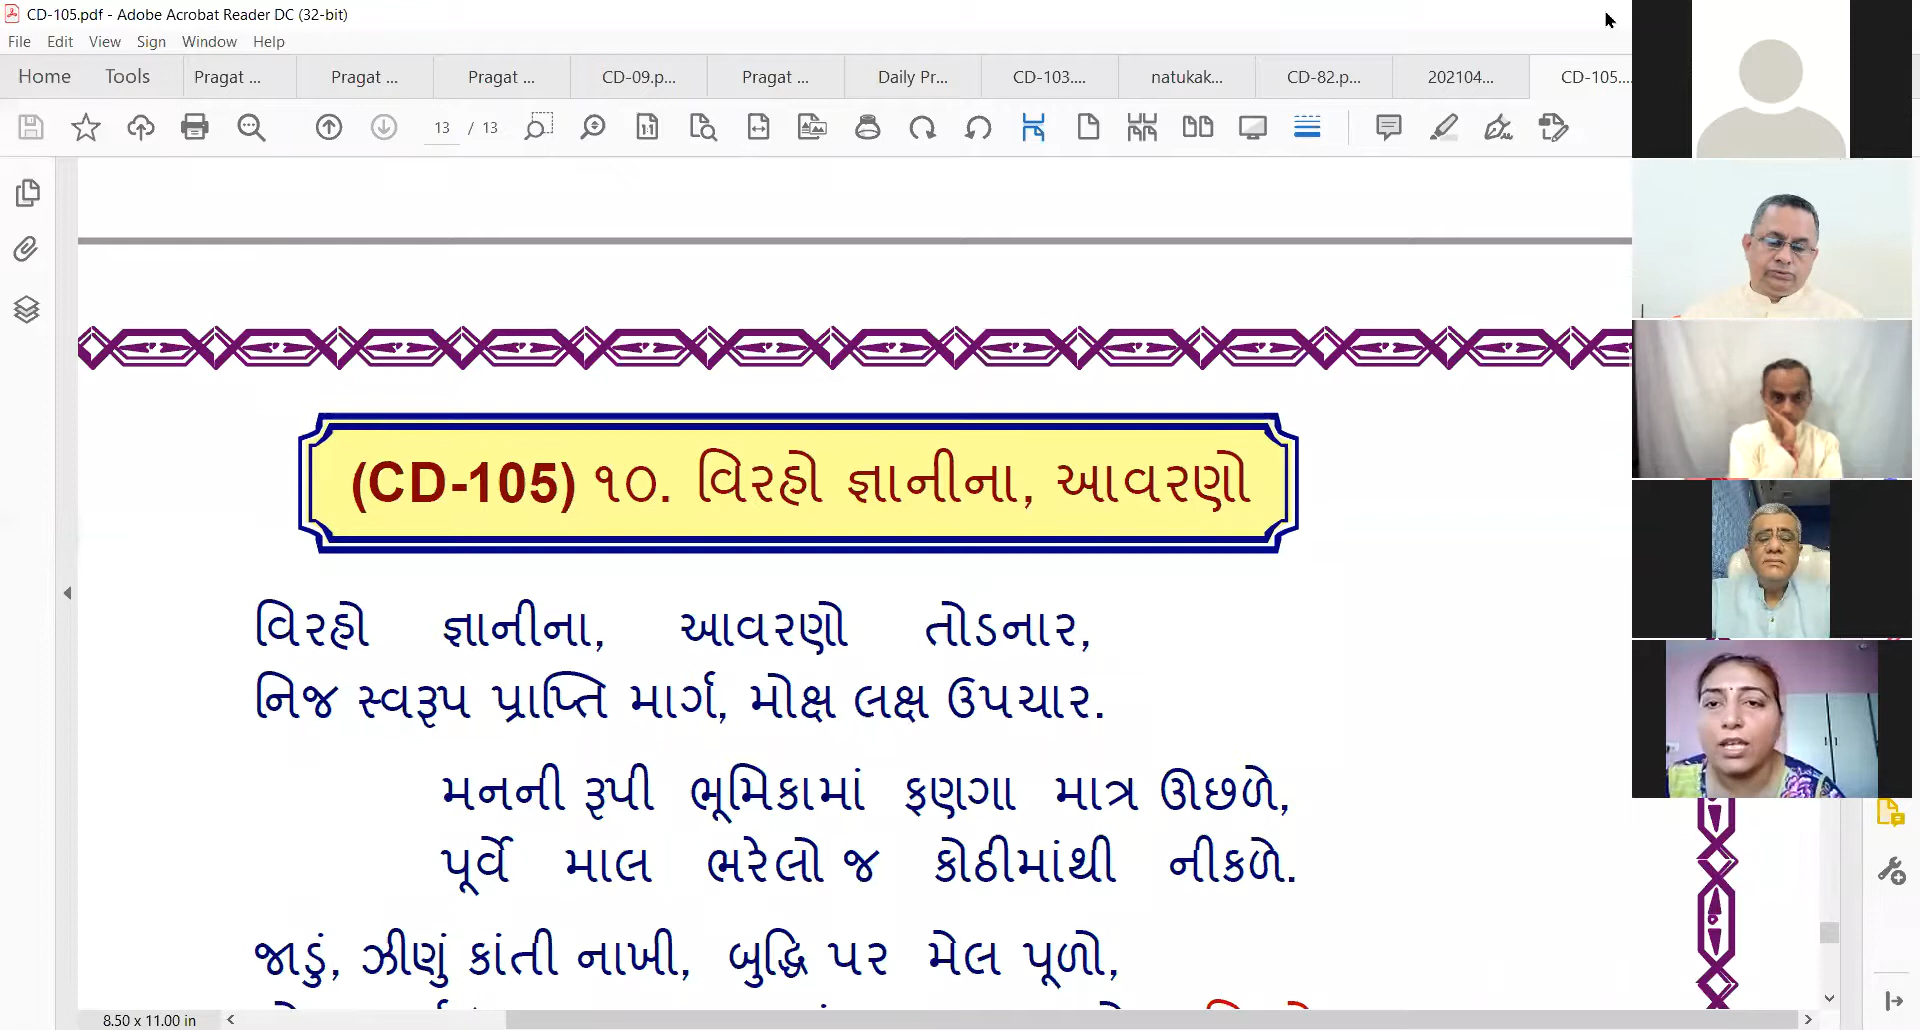 CD-105.pdf - Adobe Acrobat Reader DC (32-bit)
File Edit View Sign Window Help
Home Tools Pragat ... Pragat ... Pragat ... CD-09.p... Pragat ... Daily Pr... CD-103.... natukak... CD-82.p... 202104... CD-105....
13 / 13
(CD-105) ૧૦. વિરહો જ્ઞાનીના, આવરણો
વિરહો જ્ઞાનીના, આવરણો તોડનાર,
નિજ સ્વરૂપ પ્રાપ્તિ માર્ગ, મોક્ષ લક્ષ ઉપચાર.
મનની રૂપી ભૂમિકામાં ફણગા માત્ર ઊછળે,
પૂર્વે માલ ભરેલો જ કોઠીમાંથી નીકળે.
જાડું, ઝીણું કાંતી નાખી, બુદ્ધિ પર મેલ પૂળો,
8.50 x 11.00 in